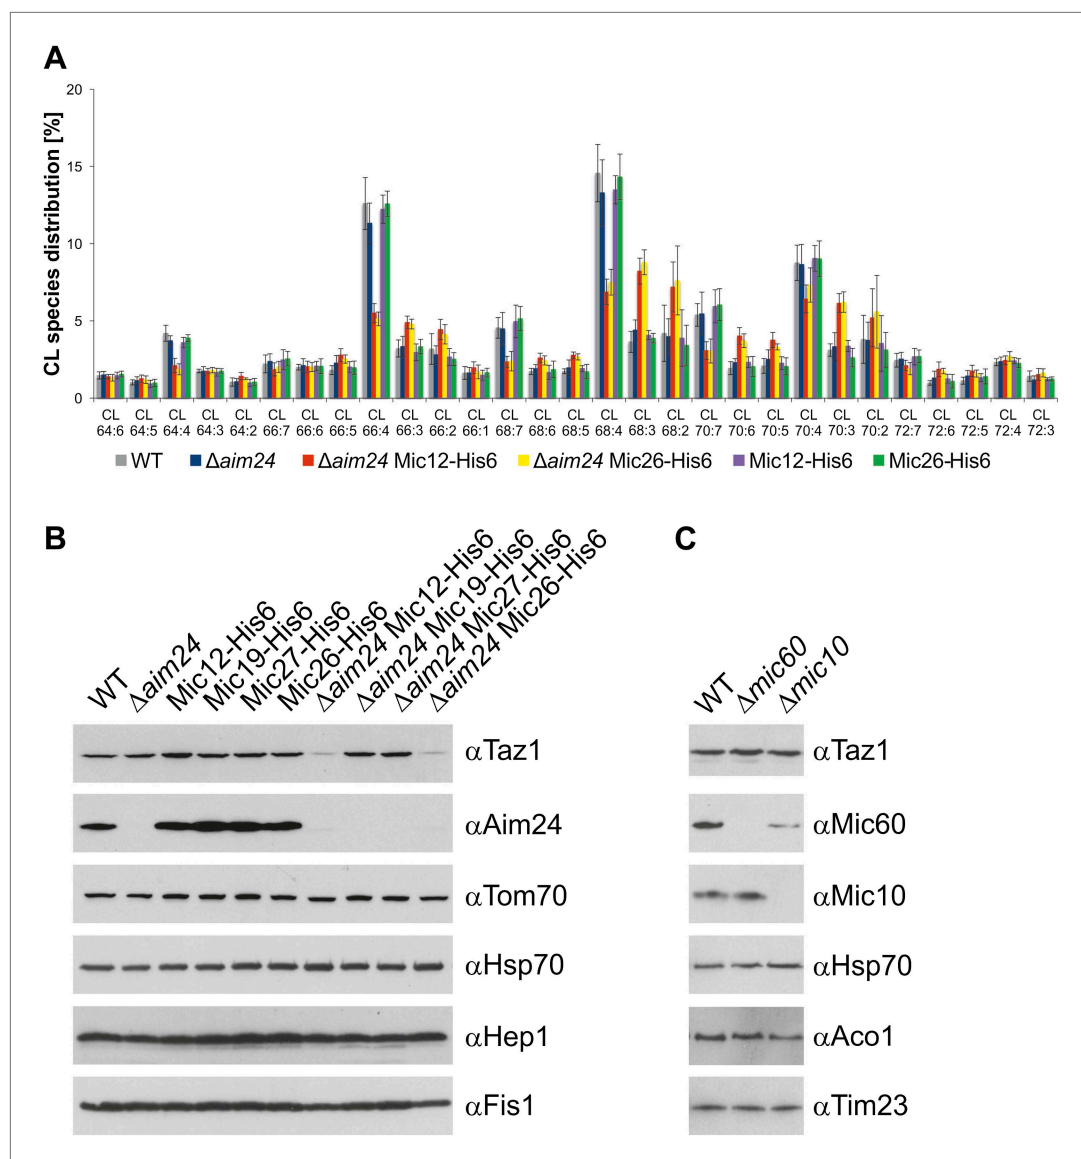 A
CL species distribution [%]
20
15
10
5
0
CL CL CL CL CL CL CL CL CL CL CL CL CL CL CL CL CL CL CL CL CL CL CL CL CL CL CL CL CL
64:6 64:5 64:4 64:3 64:2 66:7 66:6 66:5 66:4 66:3 66:2 66:1 68:7 68:6 68:5 68:4 68:3 68:2 70:7 70:6 70:5 70:4 70:3 70:2 72:7 72:6 72:5 72:4 72:3
WT Δaim24 Δaim24 Mic12-His6 Δaim24 Mic26-His6 Mic12-His6 Mic26-His6
B
WT
Δaim24
Mic12-His6
Mic19-His6
Mic27-His6
Mic26-His6
Δaim24 Mic12-His6
Δaim24 Mic19-His6
Δaim24 Mic27-His6
Δaim24 Mic26-His6
αTaz1
αAim24
αTom70
αHsp70
αHep1
αFis1
C
WT
Δmic60
Δmic10
αTaz1
αMic60
αMic10
αHsp70
αAco1
αTim23